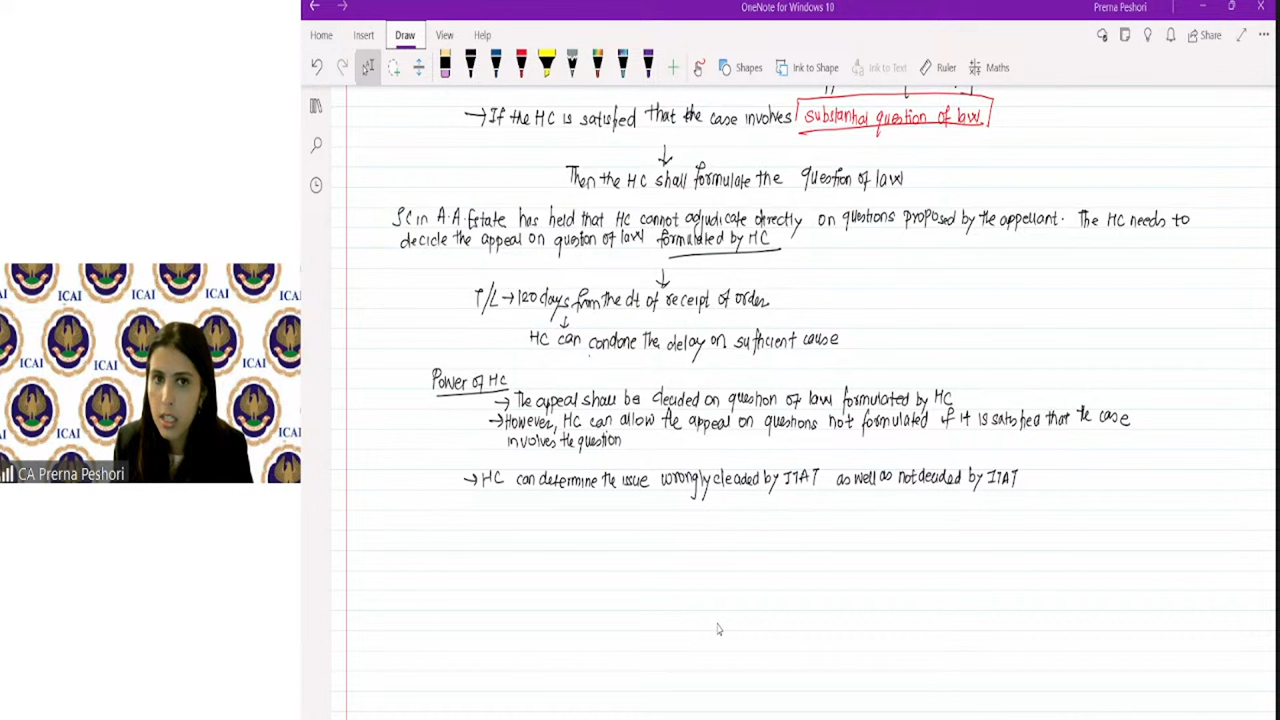 OneNote for Windows 10
Prerna Peshori
Home Insert Draw View Help
Share
Shapes
Ink to Shape
Ink to Text
Ruler
Maths
→ If the HC is satisfied that the case involves substantial question of law
Then the HC shall formulate the question of law
SC in A.A. Estate has held that HC cannot adjudicate directly on questions proposed by the appellant. The HC needs to
decide the appeal on question of law formulated by HC
T/L → 120 days from the dt of receipt of order
HC can condone the delay on sufficient cause
Power of HC
→ The appeal shall be decided on question of law formulated by HC
→ However, HC can allow the appeal on questions not formulated if it is satisfied that the case
involves the question
→ HC can determine the issue wrongly decided by ITAT as well as not decided by ITAT
ICAI
ICAI
ICAI
ICAI
ICAI
ICAI
ICAI
CA Prerna Peshori